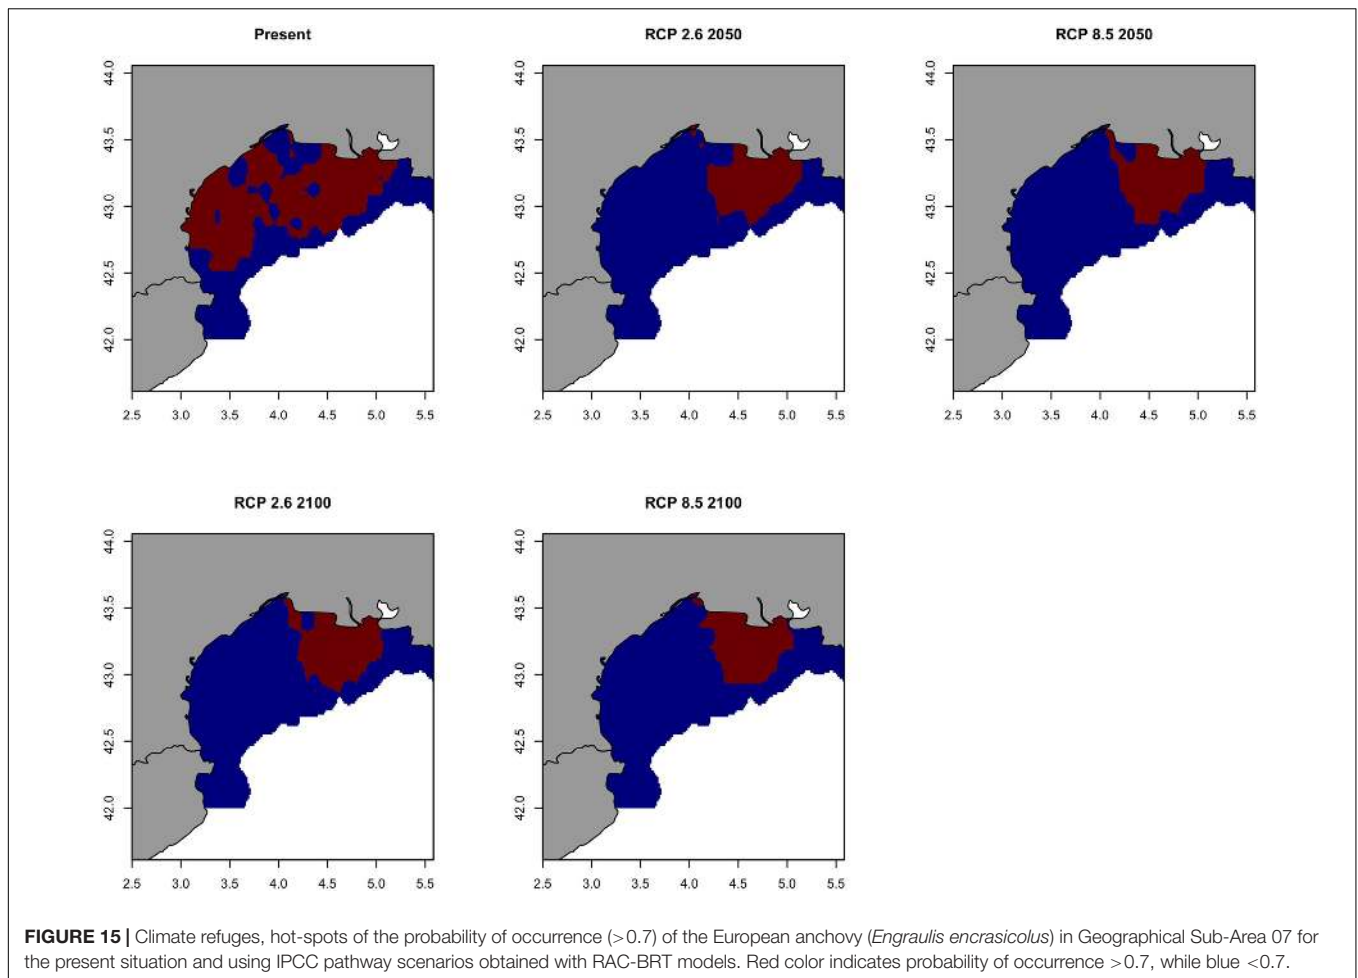 Present
RCP 2.6 2050
RCP 8.5 2050
44.0
43.5
43.0
42.5
42.0
2.5 3.0 3.5 4.0 4.5 5.0 5.5
44.0
43.5
43.0
42.5
42.0
2.5 3.0 3.5 4.0 4.5 5.0 5.5
44.0
43.5
43.0
42.5
42.0
2.5 3.0 3.5 4.0 4.5 5.0 5.5
RCP 2.6 2100
RCP 8.5 2100
44.0
43.5
43.0
42.5
42.0
2.5 3.0 3.5 4.0 4.5 5.0 5.5
44.0
43.5
43.0
42.5
42.0
2.5 3.0 3.5 4.0 4.5 5.0 5.5
FIGURE 15 | Climate refuges, hot-spots of the probability of occurrence (>0.7) of the European anchovy (Engraulis encrasicolus) in Geographical Sub-Area 07 for
the present situation and using IPCC pathway scenarios obtained with RAC-BRT models. Red color indicates probability of occurrence >0.7, while blue <0.7.